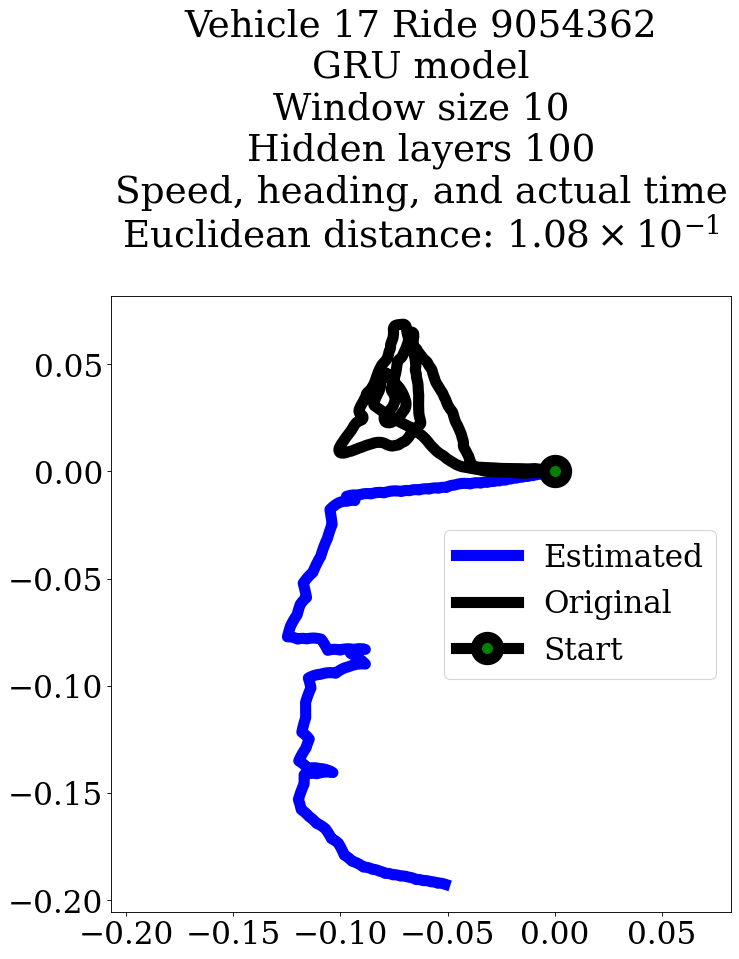 Vehicle 17 Ride 9054362
GRU model
Window size 10
Hidden layers 100
Speed, heading, and actual time
Euclidean distance: 1.08 × 10⁻¹
0.05
0.00
−0.05
−0.10
−0.15
−0.20
Estimated
Original
Start
−0.20 −0.15 −0.10 −0.05 0.00 0.05